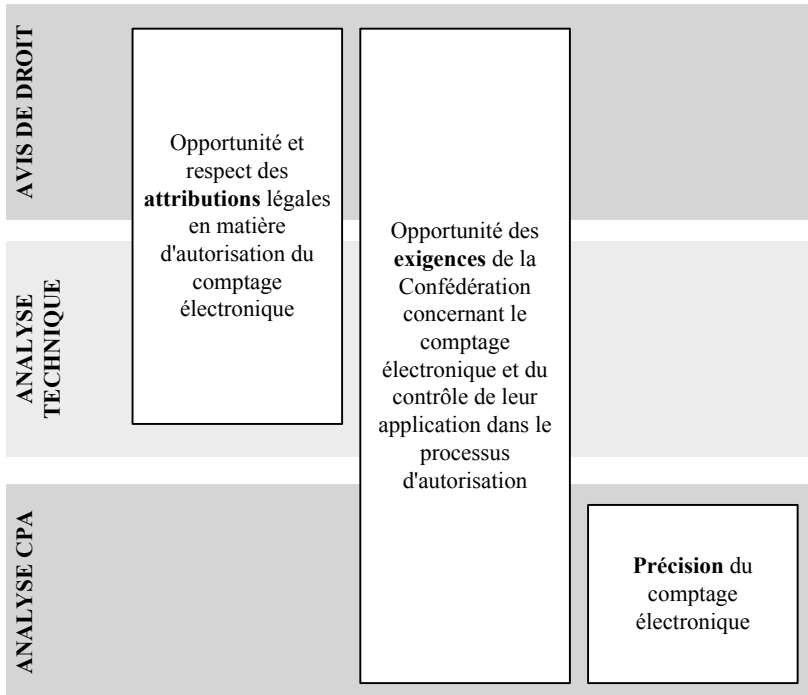 AVIS DE DROIT
Opportunité et
respect des
attributions légales
en matière
d'autorisation du
comptage
électronique
Opportunité des
exigences de la
Confédération
concernant le
comptage
électronique et du
contrôle de leur
application dans le
processus
d'autorisation
ANALYSE
TECHNIQUE
ANALYSE CPA
Précision du
comptage
électronique